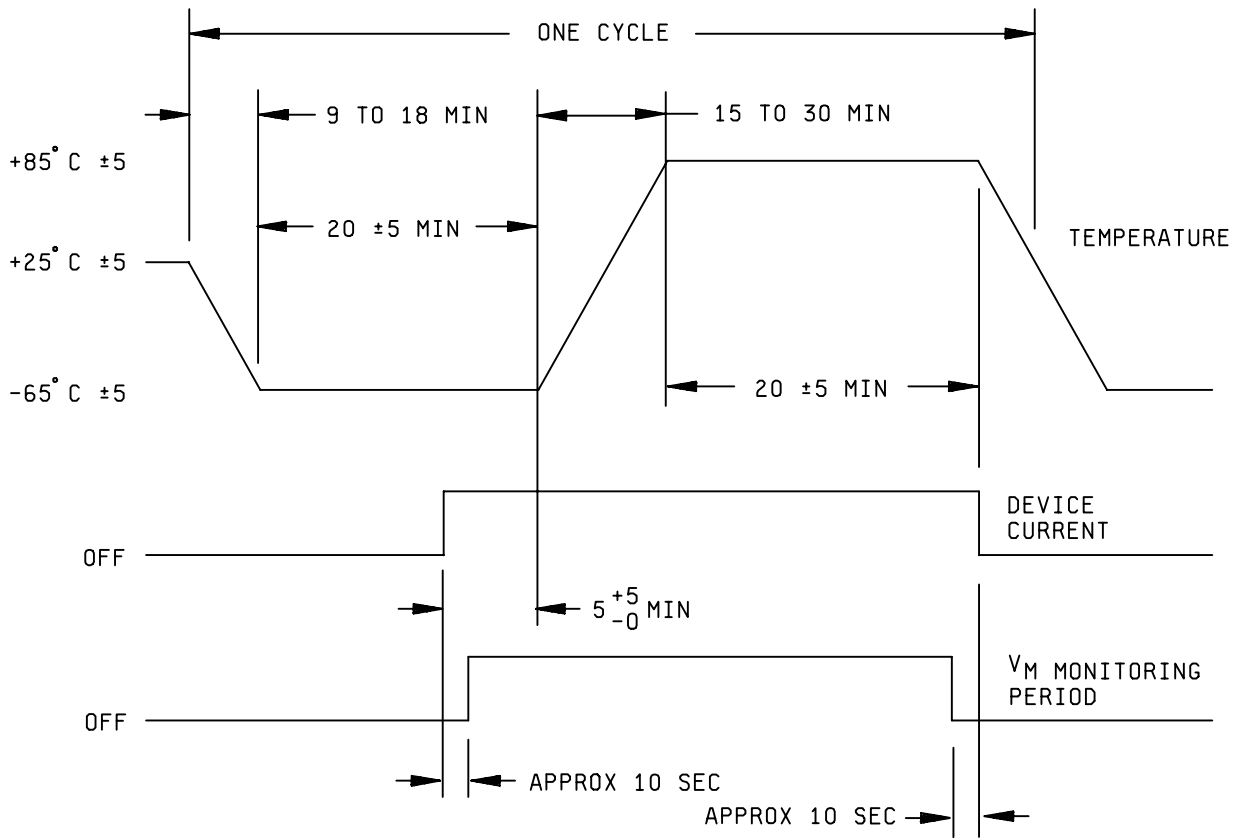 ONE CYCLE
9 TO 18 MIN
15 TO 30 MIN
+85°C ±5
20 ±5 MIN
TEMPERATURE
+25°C ±5
-65°C ±5
20 ±5 MIN
DEVICE
CURRENT
OFF
5 +5 -0 MIN
VM MONITORING
PERIOD
OFF
APPROX 10 SEC
APPROX 10 SEC